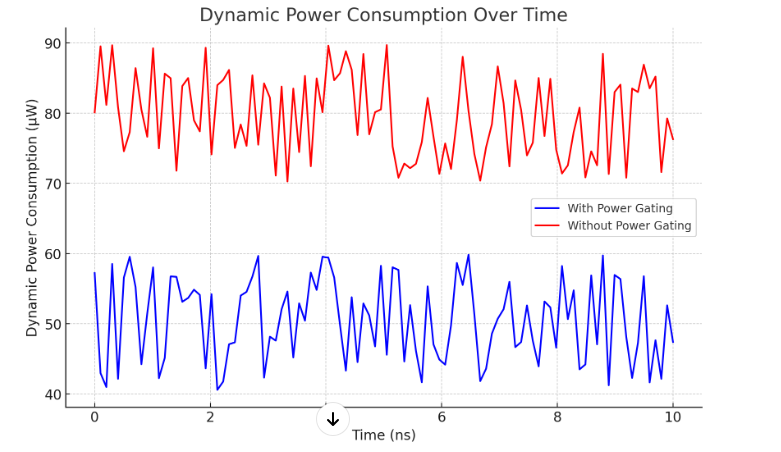 Dynamic Power Consumption Over Time
Dynamic Power Consumption (μW)
90
80
70
60
50
40
With Power Gating
Without Power Gating
0
2
6
8
10
Time (ns)